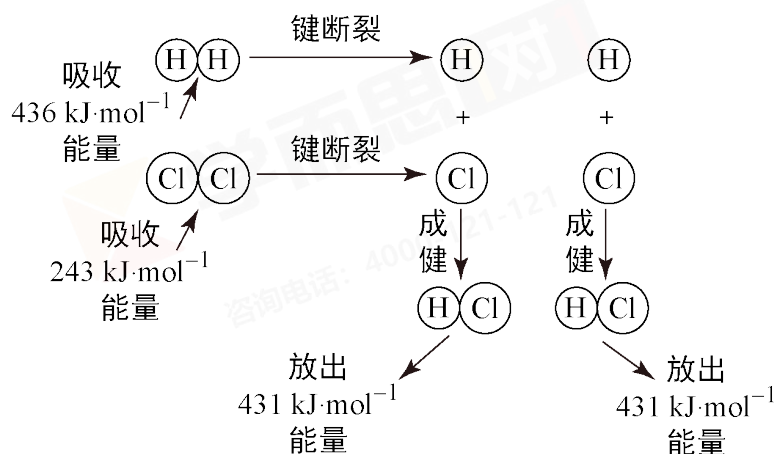 键断裂
H H
H
H
吸收
436 kJ·mol⁻¹
能量
+
+
键断裂
Cl Cl
Cl
Cl
吸收
243 kJ·mol⁻¹
能量
成
健
成
健
H Cl
H Cl
放出
431 kJ·mol⁻¹
能量
放出
431 kJ·mol⁻¹
能量